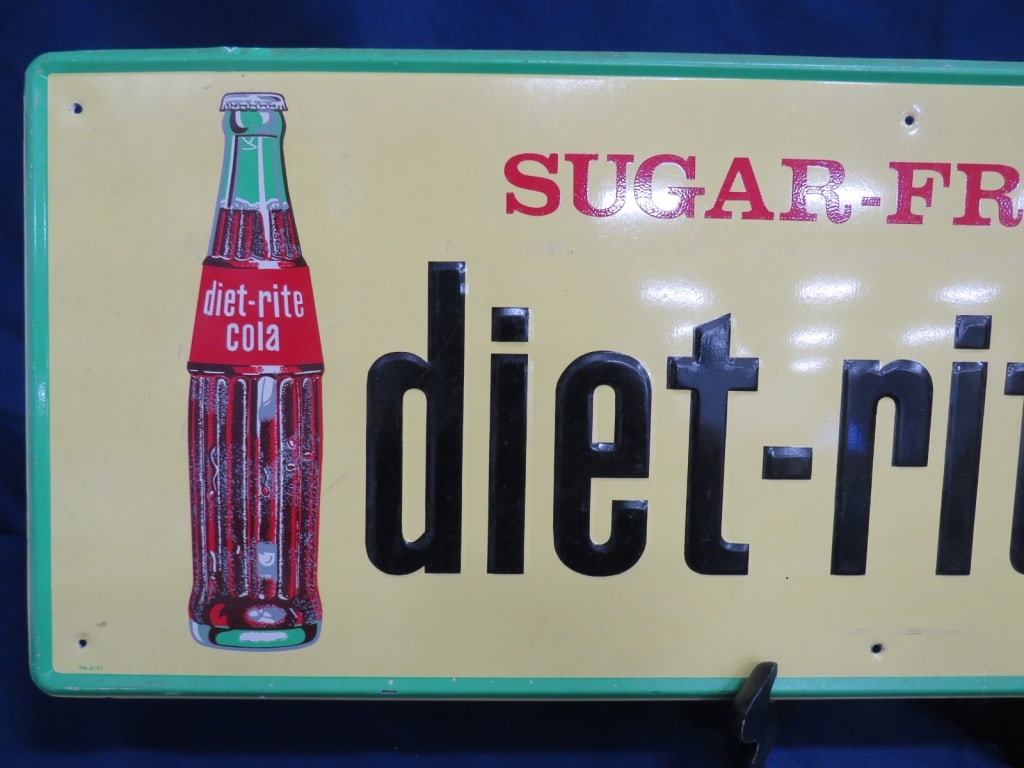 SUGAR-FR
diet-rit
diet-rite
cola